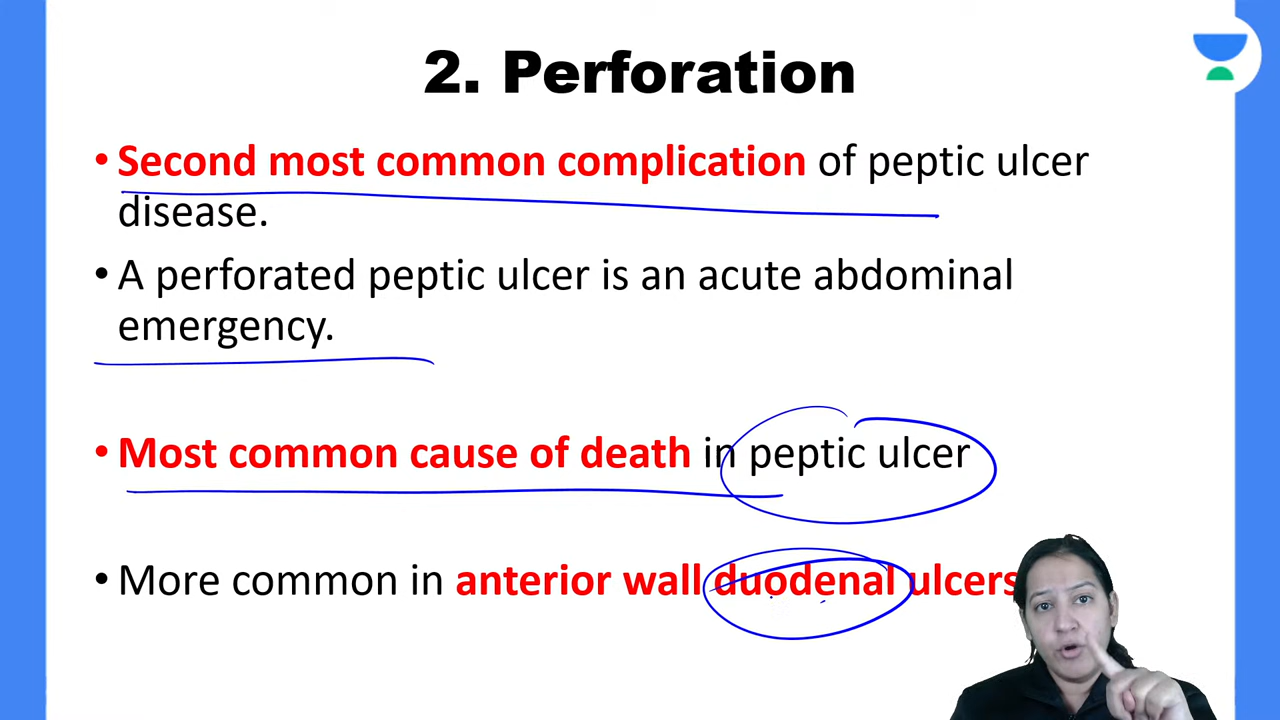 2. Perforation
• Second most common complication of peptic ulcer
disease.
• A perforated peptic ulcer is an acute abdominal
emergency.
• Most common cause of death in peptic ulcer
• More common in anterior wall duodenal ulcers